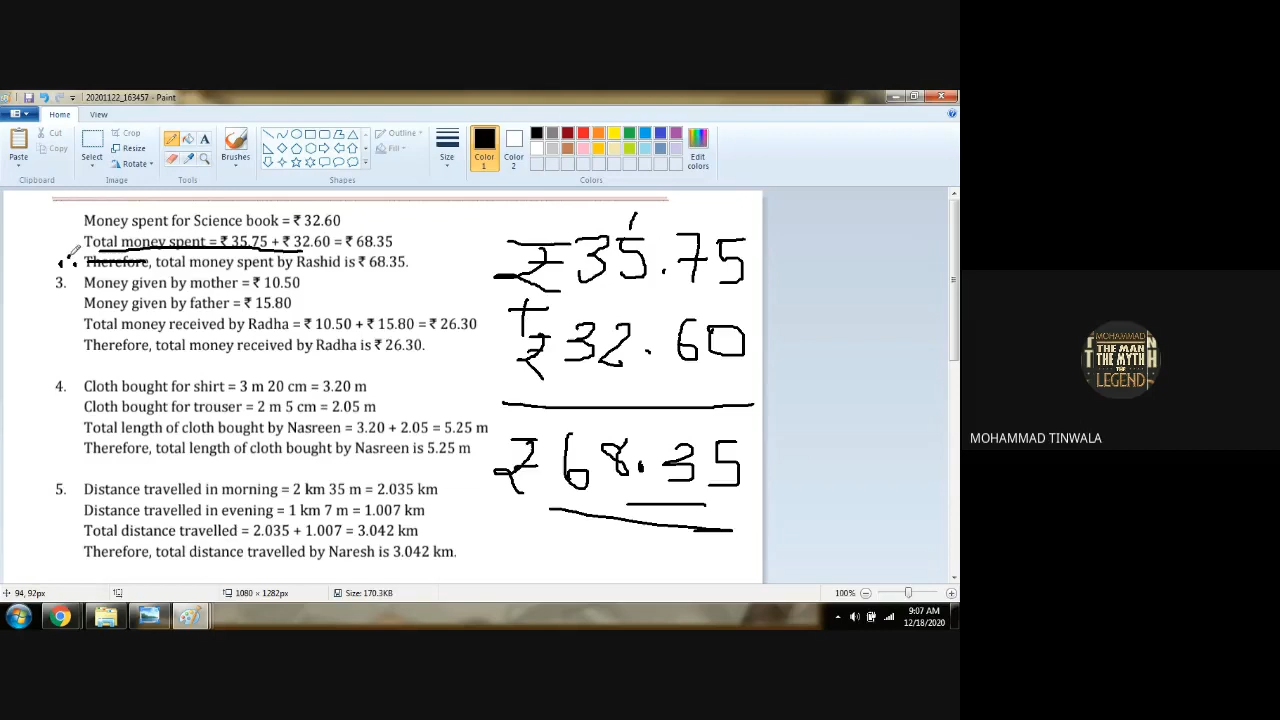 20201122_163457 - Paint
Home View
Paste
Cut
Copy
Clipboard
Select
Crop
Resize
Rotate
Image
Tools
Brushes
Shapes
Outline
Fill
Size
Color 1
Color 2
Edit colors
Colors
Money spent for Science book = ₹ 32.60
Total money spent = ₹ 35.75 + ₹ 32.60 = ₹ 68.35
Therefore, total money spent by Rashid is ₹ 68.35.
3. Money given by mother = ₹ 10.50
Money given by father = ₹ 15.80
Total money received by Radha = ₹ 10.50 + ₹ 15.80 = ₹ 26.30
Therefore, total money received by Radha is ₹ 26.30.
4. Cloth bought for shirt = 3 m 20 cm = 3.20 m
Cloth bought for trouser = 2 m 5 cm = 2.05 m
Total length of cloth bought by Nasreen = 3.20 + 2.05 = 5.25 m
Therefore, total length of cloth bought by Nasreen is 5.25 m
5. Distance travelled in morning = 2 km 35 m = 2.035 km
Distance travelled in evening = 1 km 7 m = 1.007 km
Total distance travelled = 2.035 + 1.007 = 3.042 km
Therefore, total distance travelled by Naresh is 3.042 km.
1
₹ 35.75
+
₹ 32.60
₹ 68.35
94, 92px
1080 × 1282px
Size: 170.3KB
100%
9:07 AM
12/18/2020
MOHAMMAD
THE MAN
THE MYTH
THE
LEGEND
MOHAMMAD TINWALA